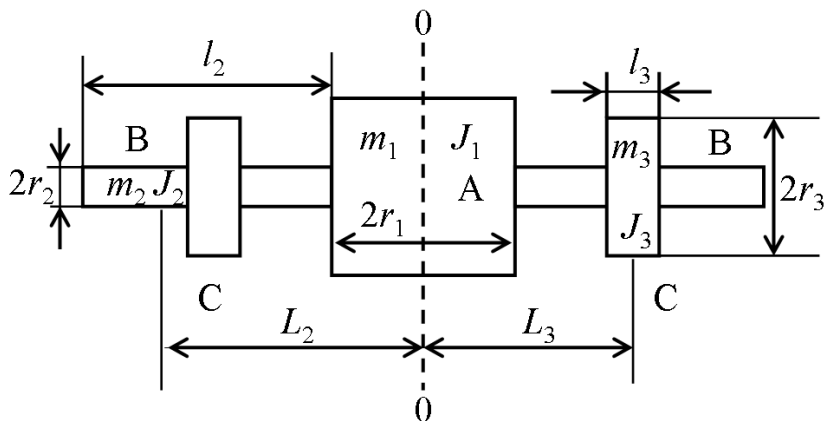 0
l₂
l₃
B
m₁
J₁
m₃
B
2r₂
m₂
J₂
A
2r₃
2r₁
J₃
C
C
L₂
L₃
0